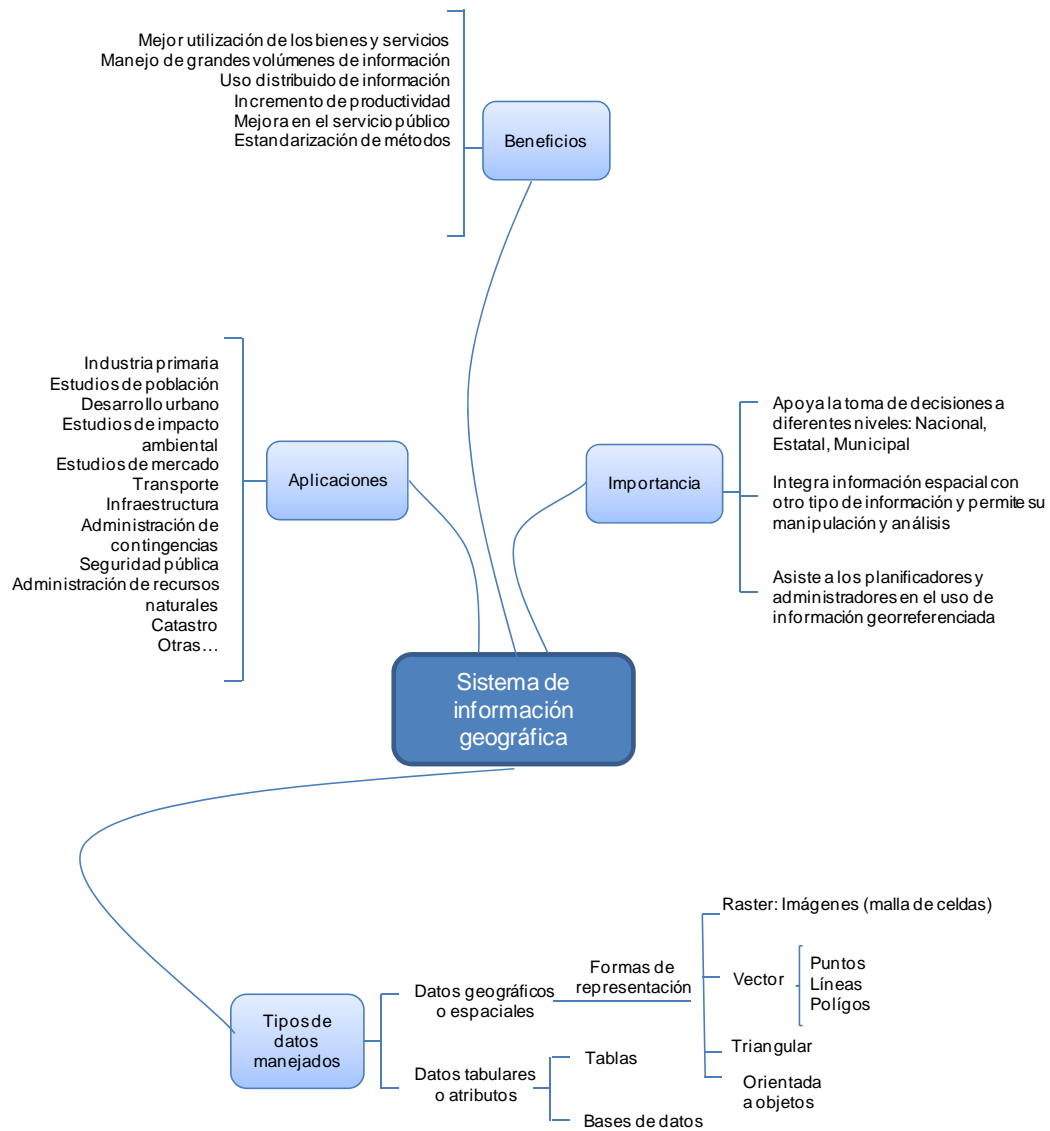 Mejor utilización de los bienes y servicios
Manejo de grandes volúmenes de información
Uso distribuido de información
Incremento de productividad
Mejora en el servicio público
Estandarización de métodos
Beneficios
Industria primaria
Estudios de población
Desarrollo urbano
Estudios de impacto
ambiental
Estudios de mercado
Transporte
Infraestructura
Administración de
contingencias
Seguridad pública
Administración de recursos
naturales
Catastro
Otras…
Aplicaciones
Importancia
Apoya la toma de decisiones a
diferentes niveles: Nacional,
Estatal, Municipal
Integra información espacial con
otro tipo de información y permite su
manipulación y análisis
Asiste a los planificadores y
administradores en el uso de
información georreferenciada
Sistema de
información
geográfica
Tipos de
datos
manejados
Datos geográficos
o espaciales
Formas de
representación
Raster: Imágenes (malla de celdas)
Vector
Puntos
Líneas
Polígos
Triangular
Orientada
a objetos
Datos tabulares
o atributos
Tablas
Bases de datos